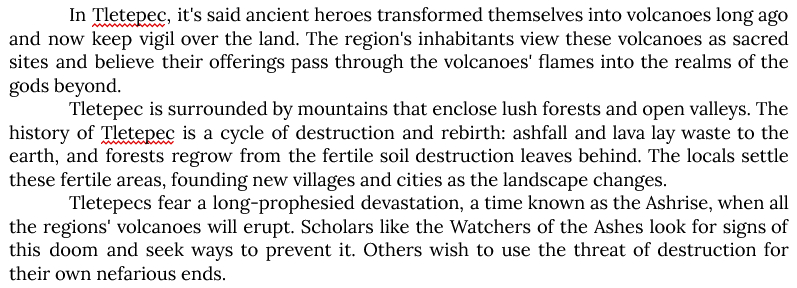 In Tletepec, it's said ancient heroes transformed themselves into volcanoes long ago
and now keep vigil over the land. The region's inhabitants view these volcanoes as sacred
sites and believe their offerings pass through the volcanoes' flames into the realms of the
gods beyond.
Tletepec is surrounded by mountains that enclose lush forests and open valleys. The
history of Tletepec is a cycle of destruction and rebirth: ashfall and lava lay waste to the
earth, and forests regrow from the fertile soil destruction leaves behind. The locals settle
these fertile areas, founding new villages and cities as the landscape changes.
Tletepecs fear a long-prophesied devastation, a time known as the Ashrise, when all
the regions' volcanoes will erupt. Scholars like the Watchers of the Ashes look for signs of
this doom and seek ways to prevent it. Others wish to use the threat of destruction for
their own nefarious ends.